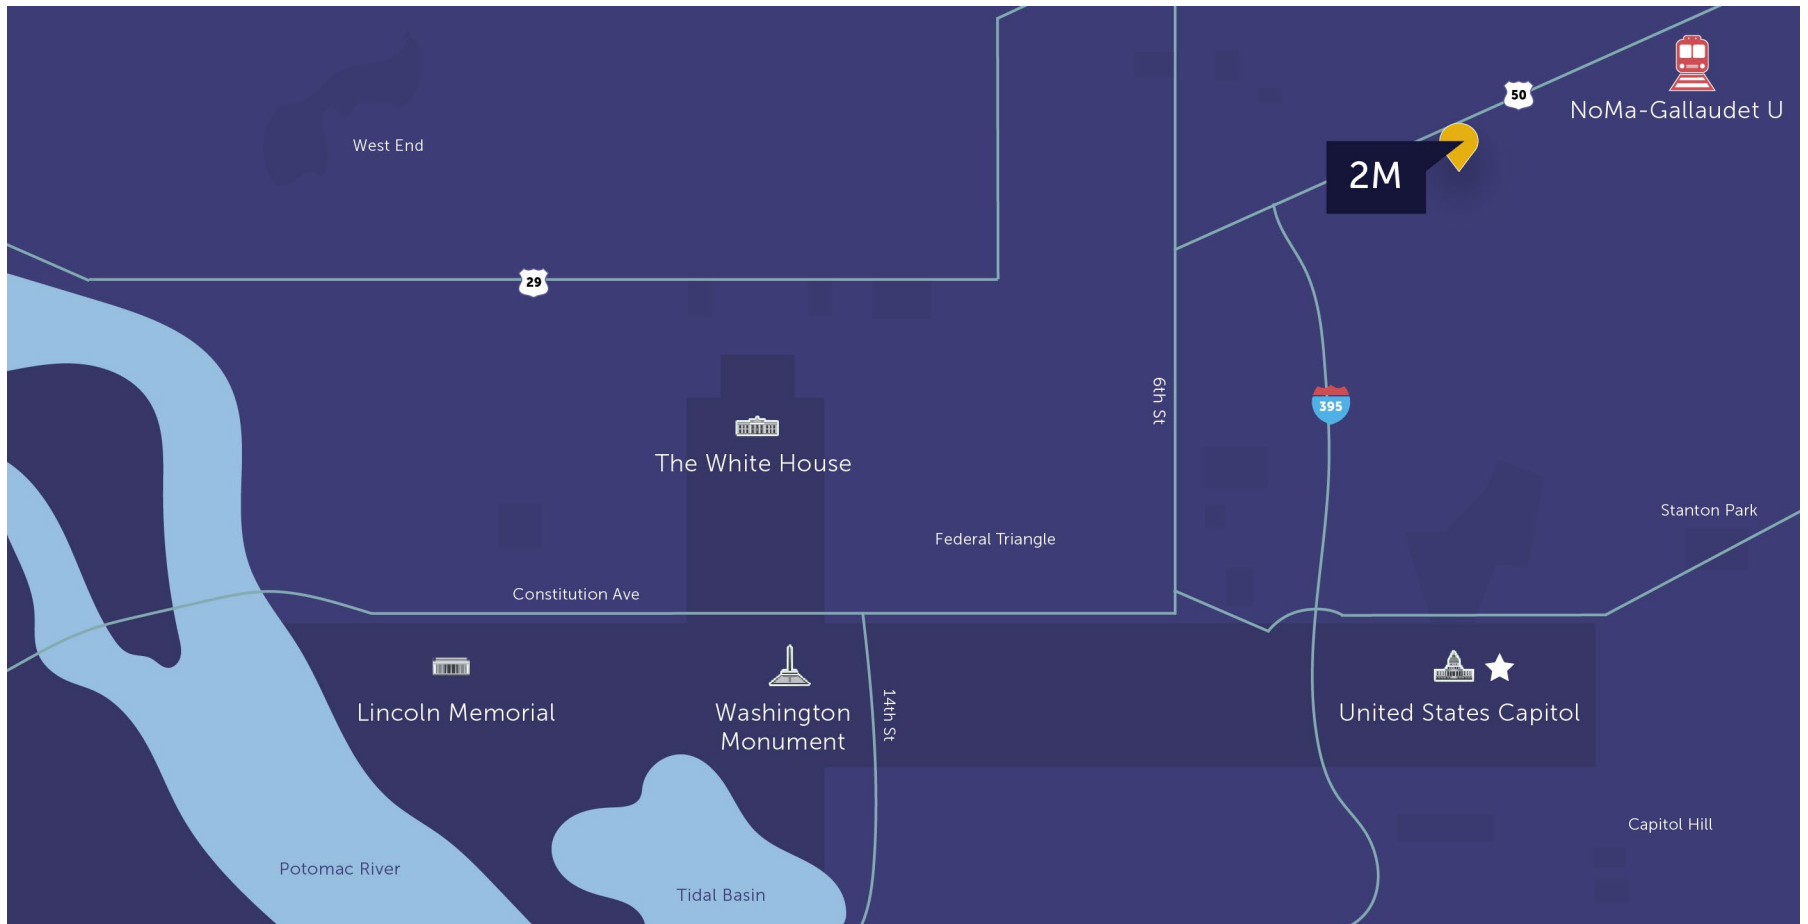 50
NoMa-Gallaudet U
West End
2M
29
6th St
395
The White House
Stanton Park
Federal Triangle
Constitution Ave
Lincoln Memorial
Washington
Monument
14th St
United States Capitol
Capitol Hill
Potomac River
Tidal Basin